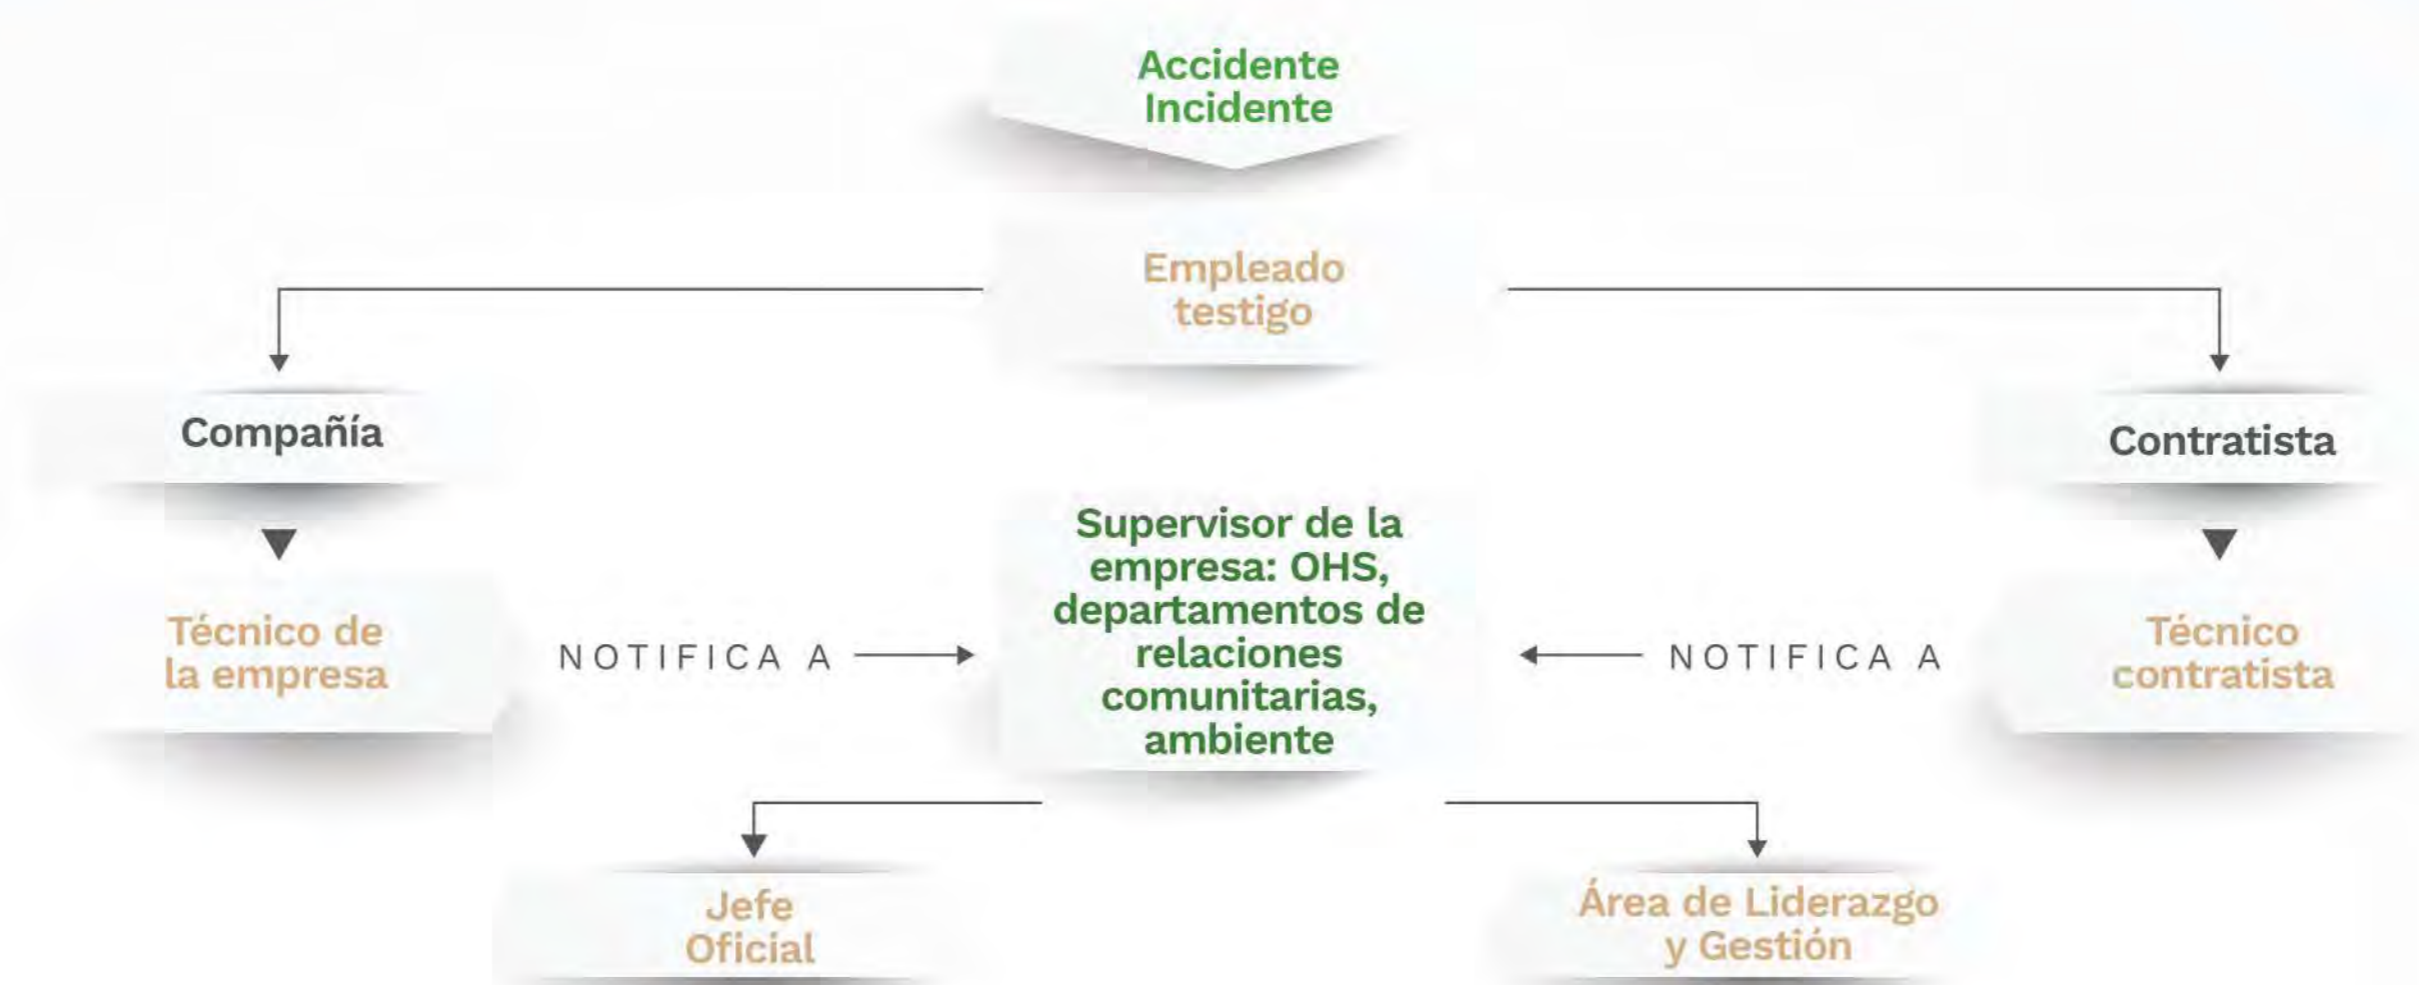 Accidente
Incidente
Empleado
testigo
Compañía
Contratista
Técnico de
la empresa
NOTIFICA A
Supervisor de la
empresa: OHS,
departamentos de
relaciones
comunitarias,
ambiente
NOTIFICA A
Técnico
contratista
Jefe
Oficial
Área de Liderazgo
y Gestión